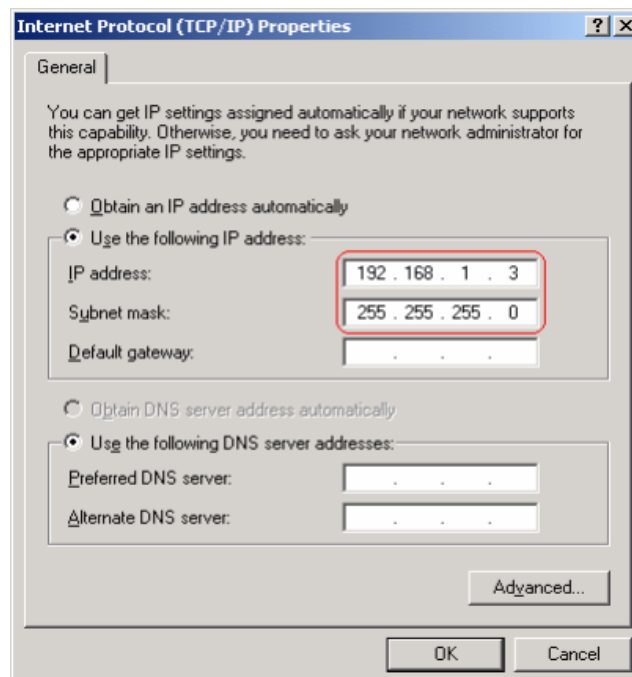 Internet Protocol (TCP/IP) Properties
General
You can get IP settings assigned automatically if your network supports
this capability. Otherwise, you need to ask your network administrator for
the appropriate IP settings.
Obtain an IP address automatically
Use the following IP address:
IP address: 192 . 168 . 1 . 3
Subnet mask: 255 . 255 . 255 . 0
Default gateway: . . .
Obtain DNS server address automatically
Use the following DNS server addresses:
Preferred DNS server: . . .
Alternate DNS server: . . .
Advanced...
OK Cancel